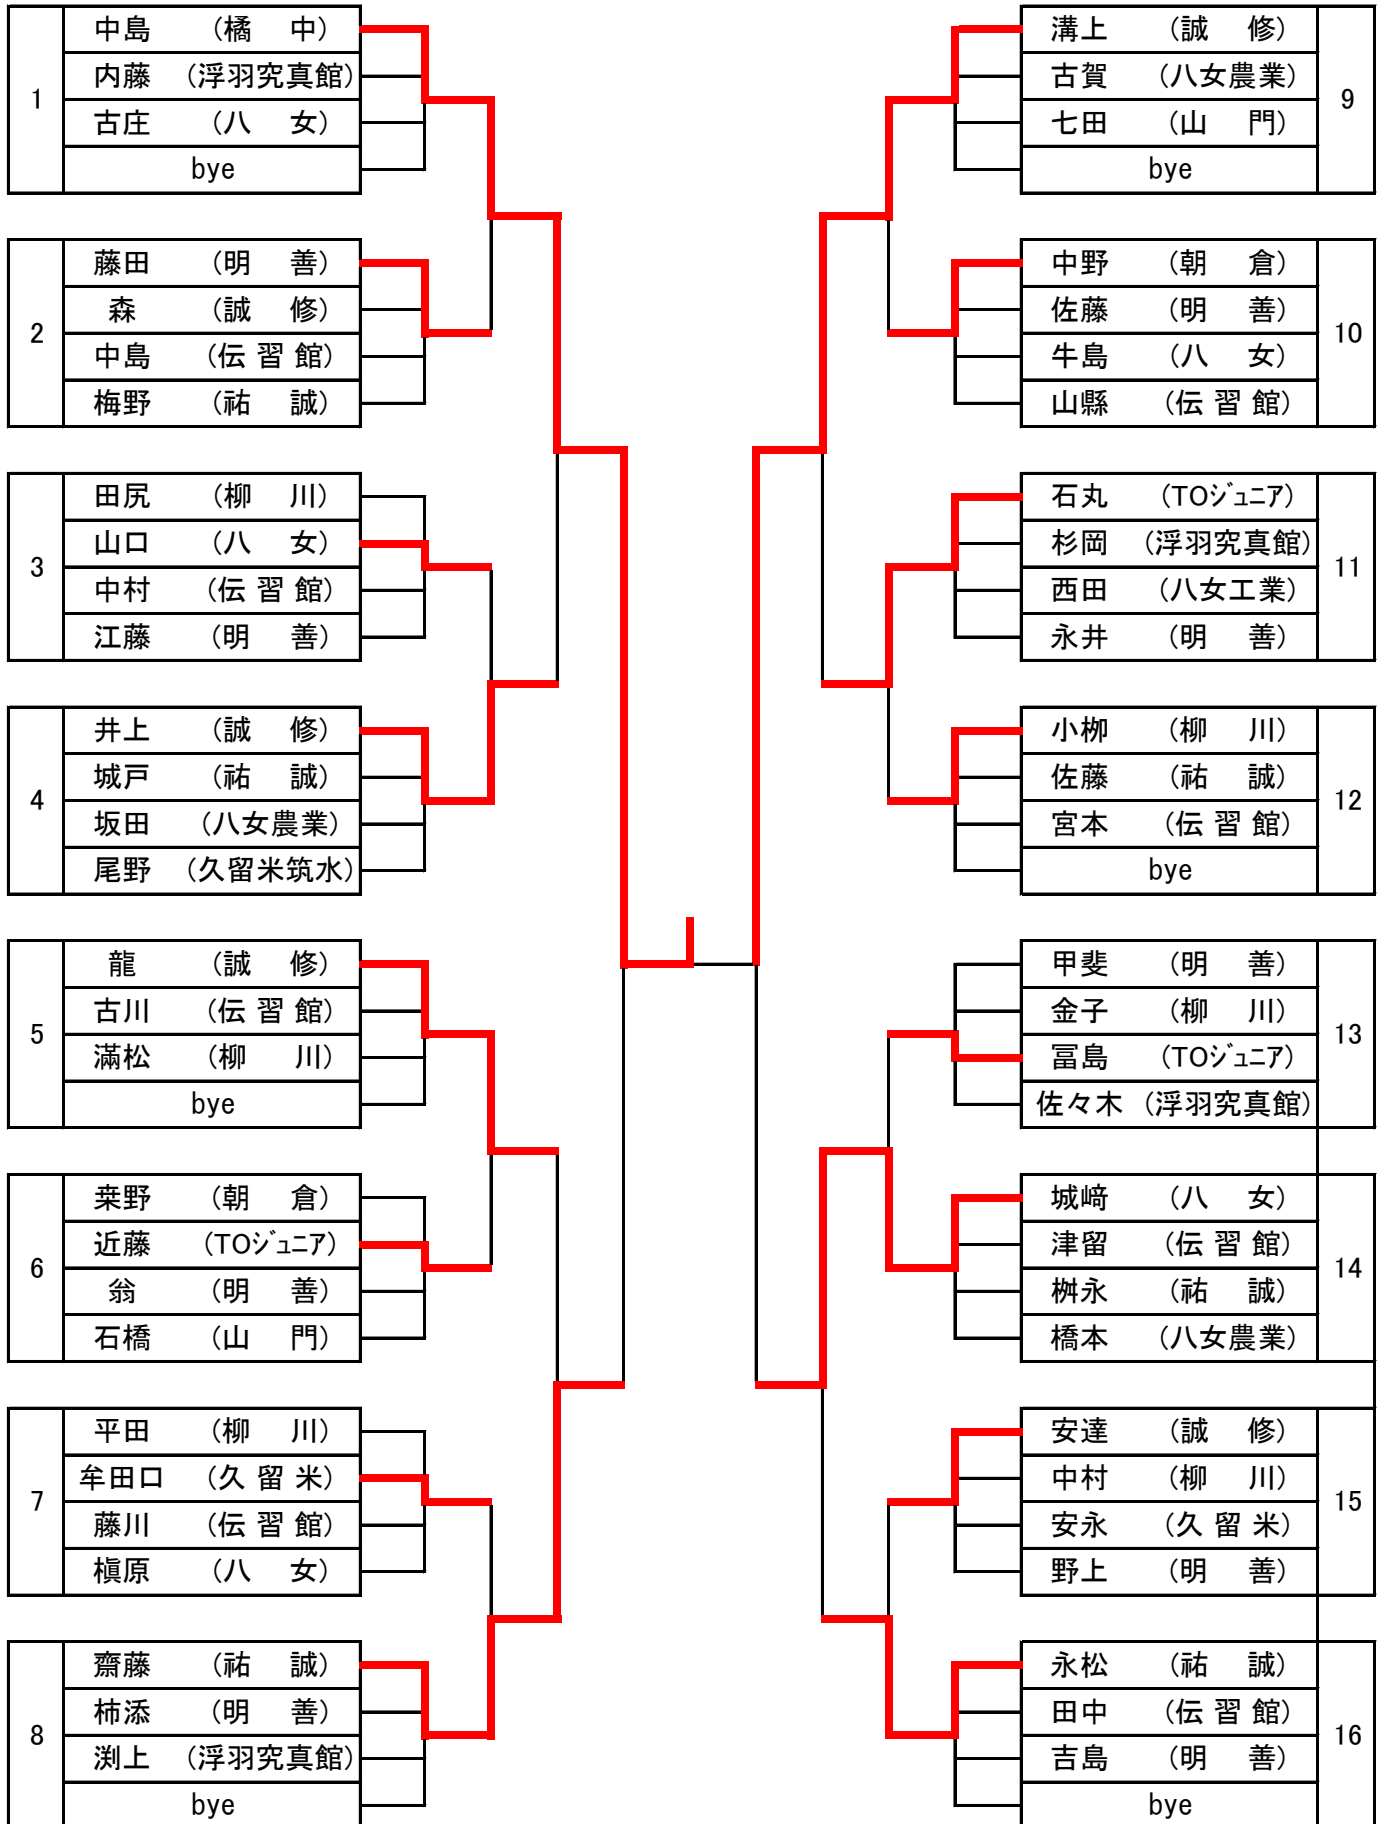 1
中島 （橘 中）
内藤 （浮羽究真館）
古庄 （八 女）
bye
2
藤田 （明 善）
森 （誠 修）
中島 （伝 習 館）
梅野 （祐 誠）
3
田尻 （柳 川）
山口 （八 女）
中村 （伝 習 館）
江藤 （明 善）
4
井上 （誠 修）
城戸 （祐 誠）
坂田 （八女農業）
尾野 （久留米筑水）
5
龍 （誠 修）
古川 （伝 習 館）
滿松 （柳 川）
bye
6
桒野 （朝 倉）
近藤 （TOｼﾞｭﾆｱ）
翁 （明 善）
石橋 （山 門）
7
平田 （柳 川）
牟田口 （久 留 米）
藤川 （伝 習 館）
槇原 （八 女）
8
齋藤 （祐 誠）
柿添 （明 善）
渕上 （浮羽究真館）
bye
9
溝上 （誠 修）
古賀 （八女農業）
七田 （山 門）
bye
10
中野 （朝 倉）
佐藤 （明 善）
牛島 （八 女）
山縣 （伝 習 館）
11
石丸 （TOｼﾞｭﾆｱ）
杉岡 （浮羽究真館）
西田 （八女工業）
永井 （明 善）
12
小栁 （柳 川）
佐藤 （祐 誠）
宮本 （伝 習 館）
bye
13
甲斐 （明 善）
金子 （柳 川）
冨島 （TOｼﾞｭﾆｱ）
佐々木 （浮羽究真館）
14
城﨑 （八 女）
津留 （伝 習 館）
桝永 （祐 誠）
橋本 （八女農業）
15
安達 （誠 修）
中村 （柳 川）
安永 （久 留 米）
野上 （明 善）
16
永松 （祐 誠）
田中 （伝 習 館）
吉島 （明 善）
bye